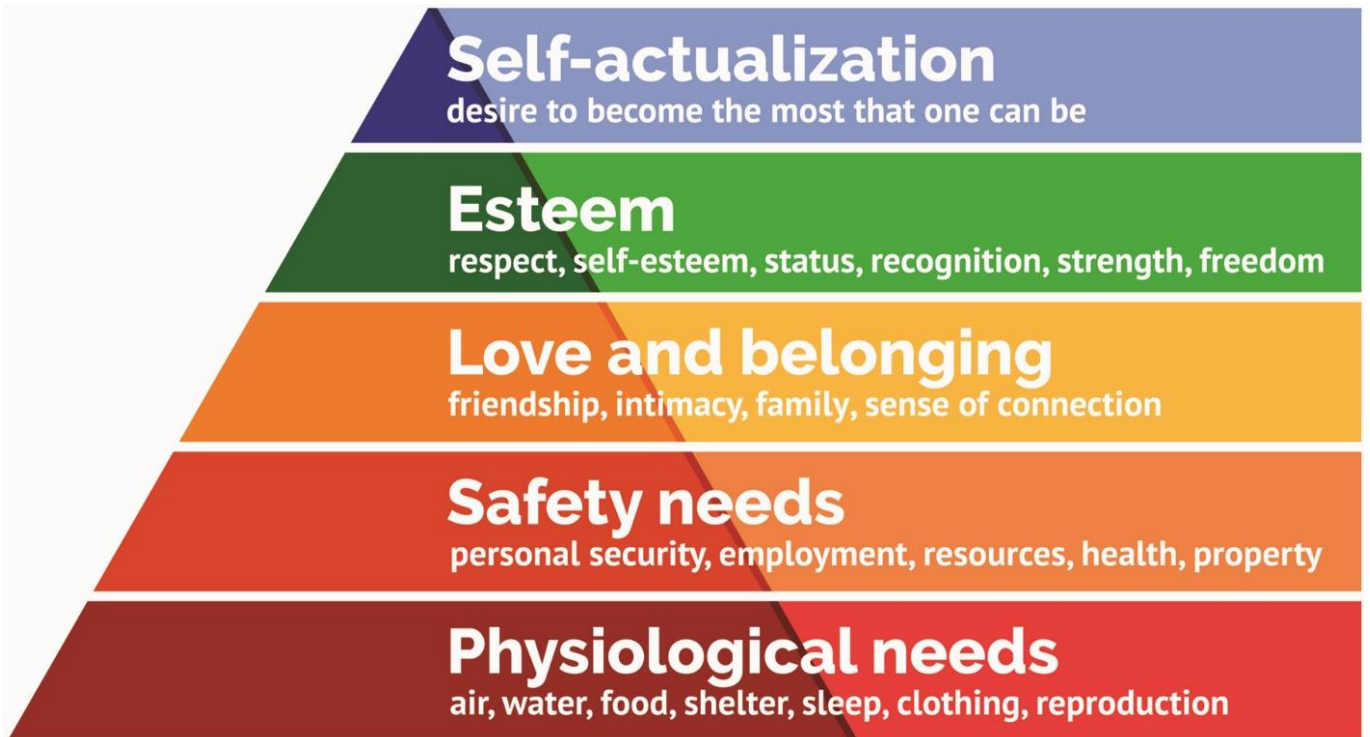 Self-actualization
desire to become the most that one can be
Esteem
respect, self-esteem, status, recognition, strength, freedom
Love and belonging
friendship, intimacy, family, sense of connection
Safety needs
personal security, employment, resources, health, property
Physiological needs
air, water, food, shelter, sleep, clothing, reproduction